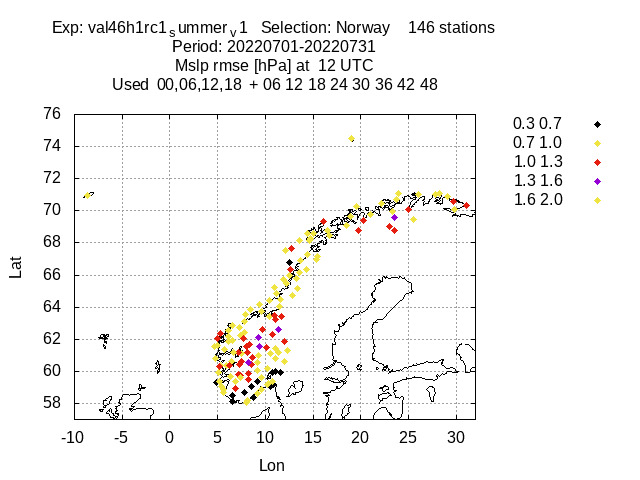 Exp: val46h1rc1summerv1   Selection: Norway    146 stations
Period: 20220701-20220731
Mslp rmse [hPa] at  12 UTC
Used  00,06,12,18  + 06 12 18 24 30 36 42 48
76
74
72
70
68
66
64
62
60
58
Lat
-10 -5 0 5 10 15 20 25 30
Lon
0.3 0.7
0.7 1.0
1.0 1.3
1.3 1.6
1.6 2.0